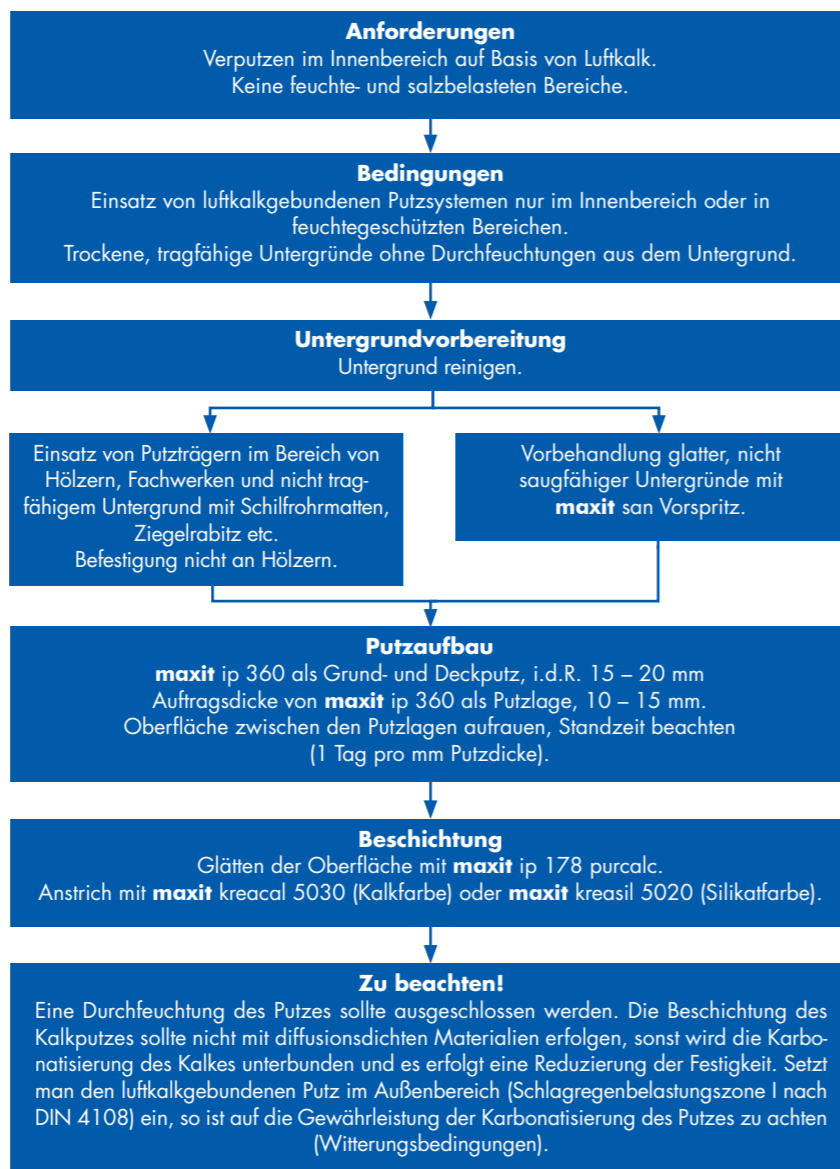 Anforderungen
Verputzen im Innenbereich auf Basis von Luftkalk.
Keine feuchte- und salzbelasteten Bereiche.
Bedingungen
Einsatz von luftkalkgebundenen Putzsystemen nur im Innenbereich oder in
feuchtegeschützten Bereichen.
Trockene, tragfähige Untergründe ohne Durchfeuchtungen aus dem Untergrund.
Untergrundvorbereitung
Untergrund reinigen.
Einsatz von Putzträgern im Bereich von
Hölzern, Fachwerken und nicht trag-
fähigem Untergrund mit Schilfrohrmatten,
Ziegelrabitz etc.
Befestigung nicht an Hölzern.
Vorbehandlung glatter, nicht
saugfähiger Untergründe mit
maxit san Vorspritz.
Putzaufbau
maxit ip 360 als Grund- und Deckputz, i.d.R. 15 – 20 mm
Auftragsdicke von maxit ip 360 als Putzlage, 10 – 15 mm.
Oberfläche zwischen den Putzlagen aufrauen, Standzeit beachten
(1 Tag pro mm Putzdicke).
Beschichtung
Glätten der Oberfläche mit maxit ip 178 purcalc.
Anstrich mit maxit kreacal 5030 (Kalkfarbe) oder maxit kreasil 5020 (Silikatfarbe).
Zu beachten!
Eine Durchfeuchtung des Putzes sollte ausgeschlossen werden. Die Beschichtung des
Kalkputzes sollte nicht mit diffusionsdichten Materialien erfolgen, sonst wird die Karbo-
natisierung des Kalkes unterbunden und es erfolgt eine Reduzierung der Festigkeit. Setzt
man den luftkalkgebundenen Putz im Außenbereich (Schlagregenbelastungszone I nach
DIN 4108) ein, so ist auf die Gewährleistung der Karbonatisierung des Putzes zu achten
(Witterungsbedingungen).